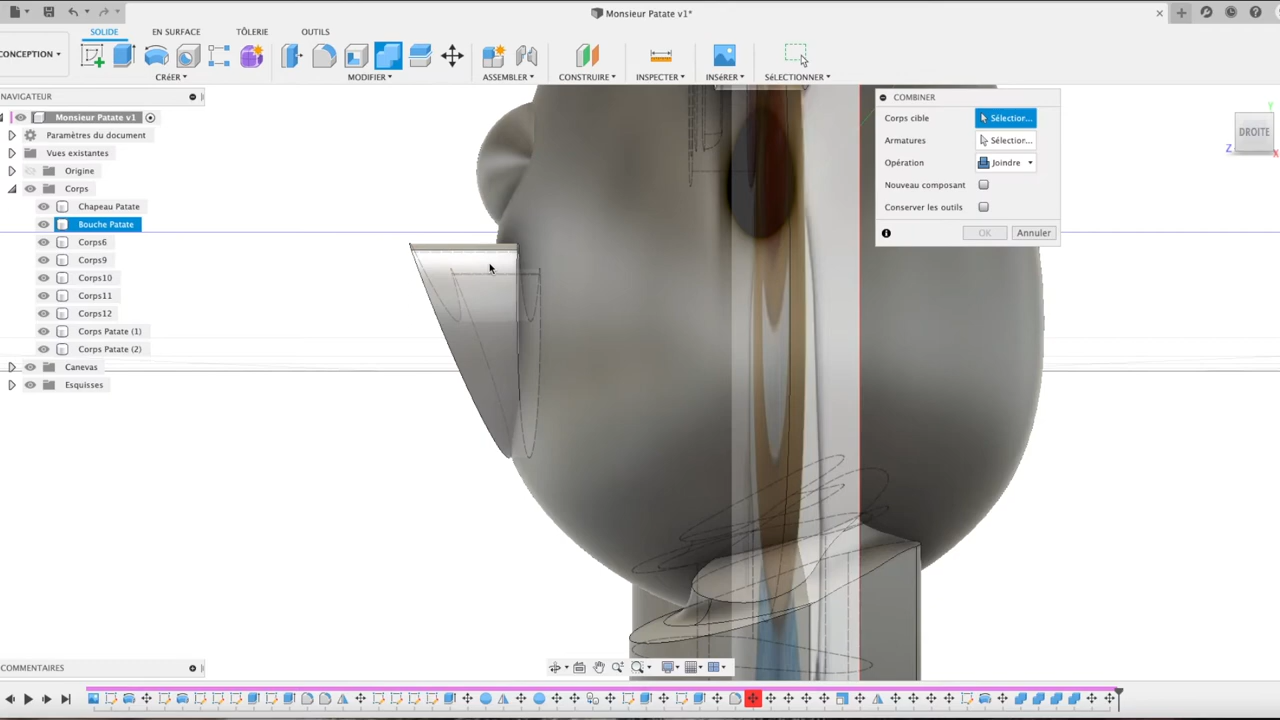 Monsieur Patate v1*
SOLIDE EN SURFACE TÔLERIE OUTILS
CONCEPTION ▾
CRÉER ▾ MODIFIER ▾ ASSEMBLER ▾ CONSTRUIRE ▾ INSPECTER ▾ INSÉRER ▾ SÉLECTIONNER ▾
NAVIGATEUR
Monsieur Patate v1
Paramètres du document
Vues existantes
Origine
Corps
Chapeau Patate
Bouche Patate
Corps6
Corps9
Corps10
Corps11
Corps12
Corps Patate (1)
Corps Patate (2)
Canevas
Esquisses
COMBINER
Corps cible Sélectior...
Armatures Sélectior...
Opération Joindre
Nouveau composant
Conserver les outils
OK Annuler
Y
DROITE
Z X
COMMENTAIRES